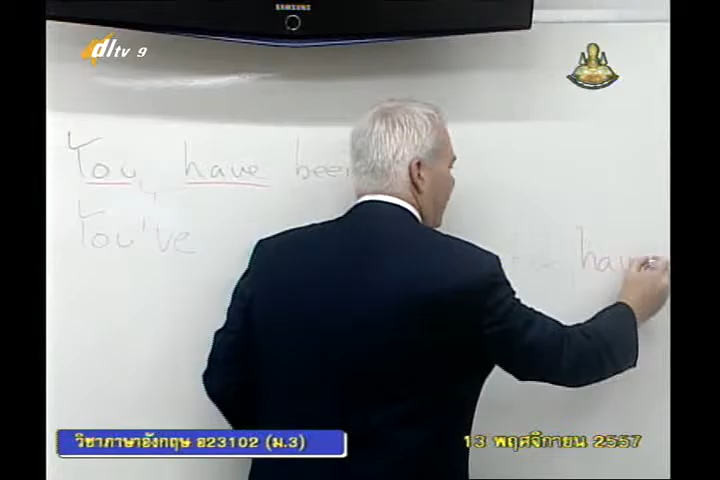 SAMSUNG
dltv 9
You have been
You've
have
วิชาภาษาอังกฤษ อ23102 (ม.3)
13 พฤศจิกายน 2557